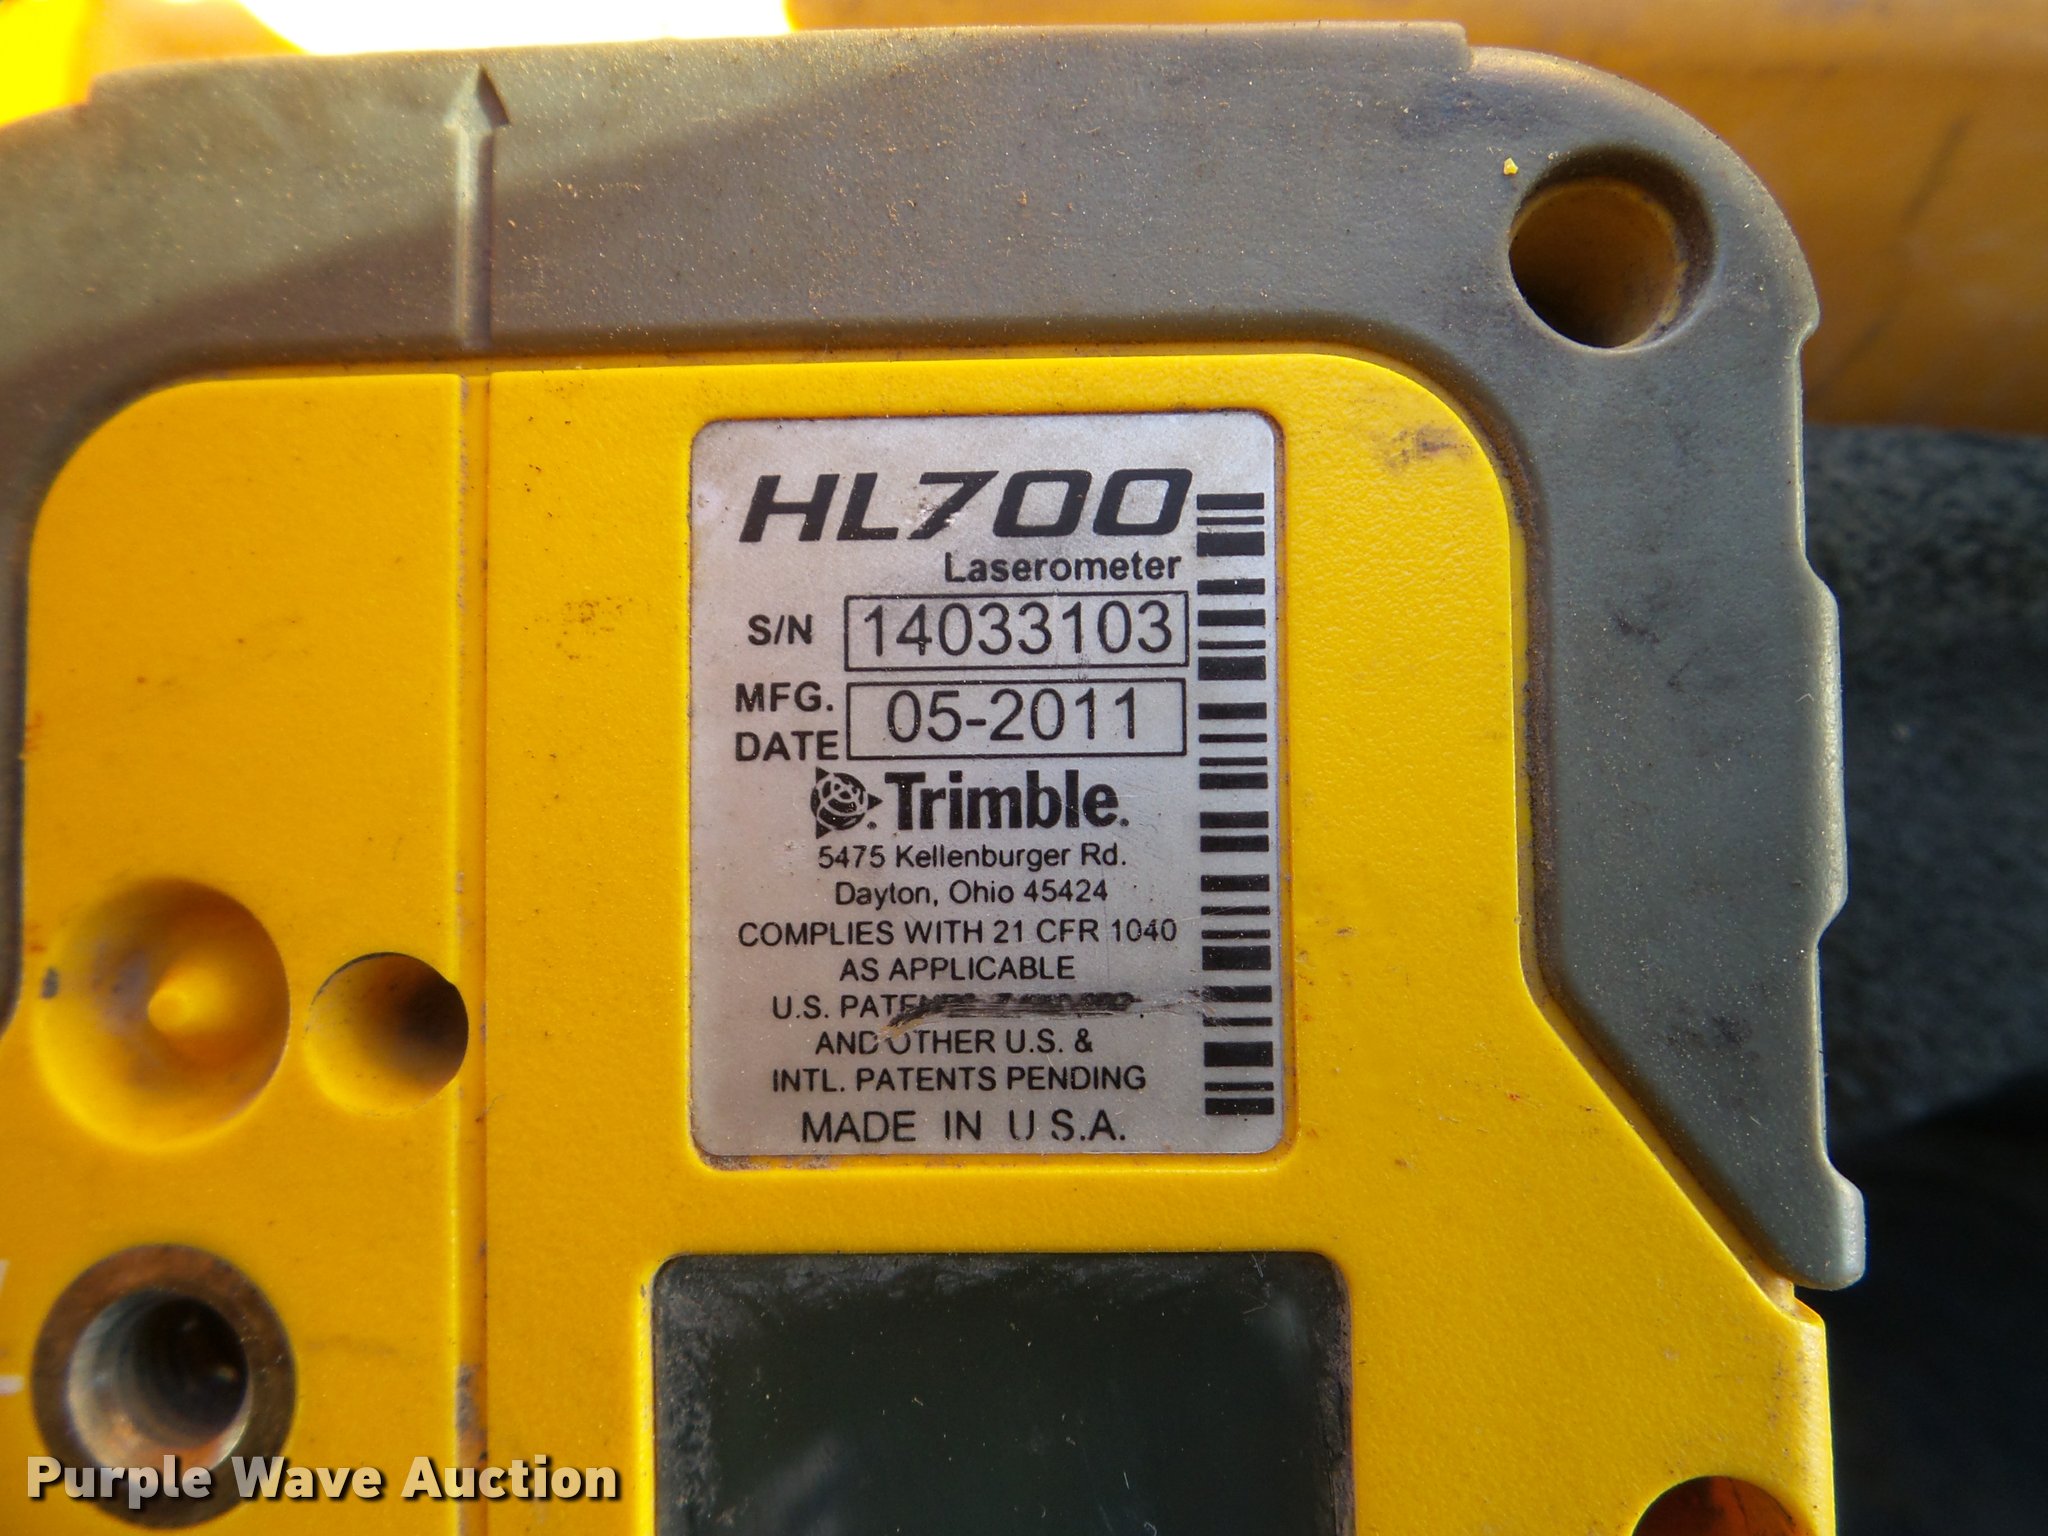 HL700
Laserometer
S/N 14033103
MFG. DATE 05-2011
Trimble.
5475 Kellenburger Rd.
Dayton, Ohio 45424
COMPLIES WITH 21 CFR 1040
AS APPLICABLE
U.S.
AND OTHER U.S. &
INTL. PATENTS PENDING
MADE IN U.S.A.
Purple Wave Auction